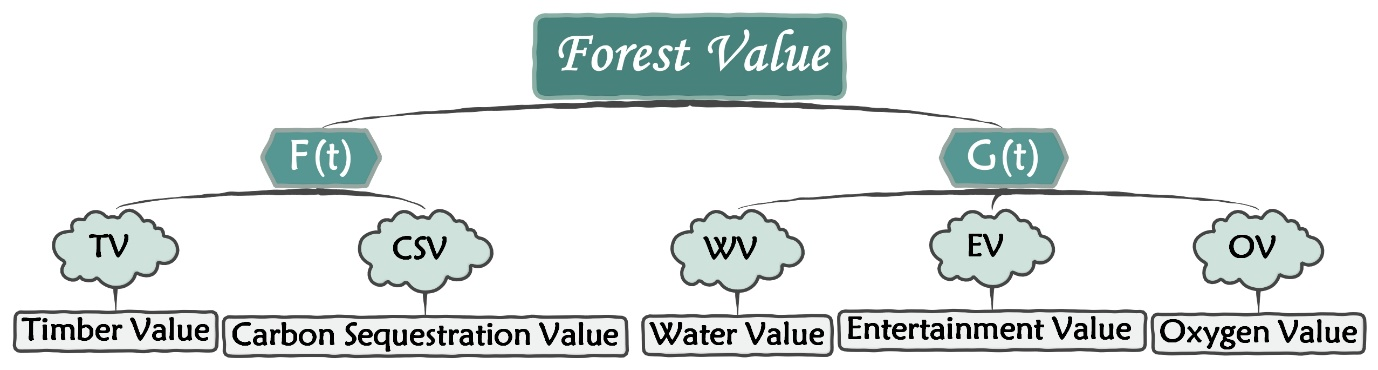 Forest Value
F(t)
G(t)
TV
CSV
WV
EV
OV
Timber Value
Carbon Sequestration Value
Water Value
Entertainment Value
Oxygen Value